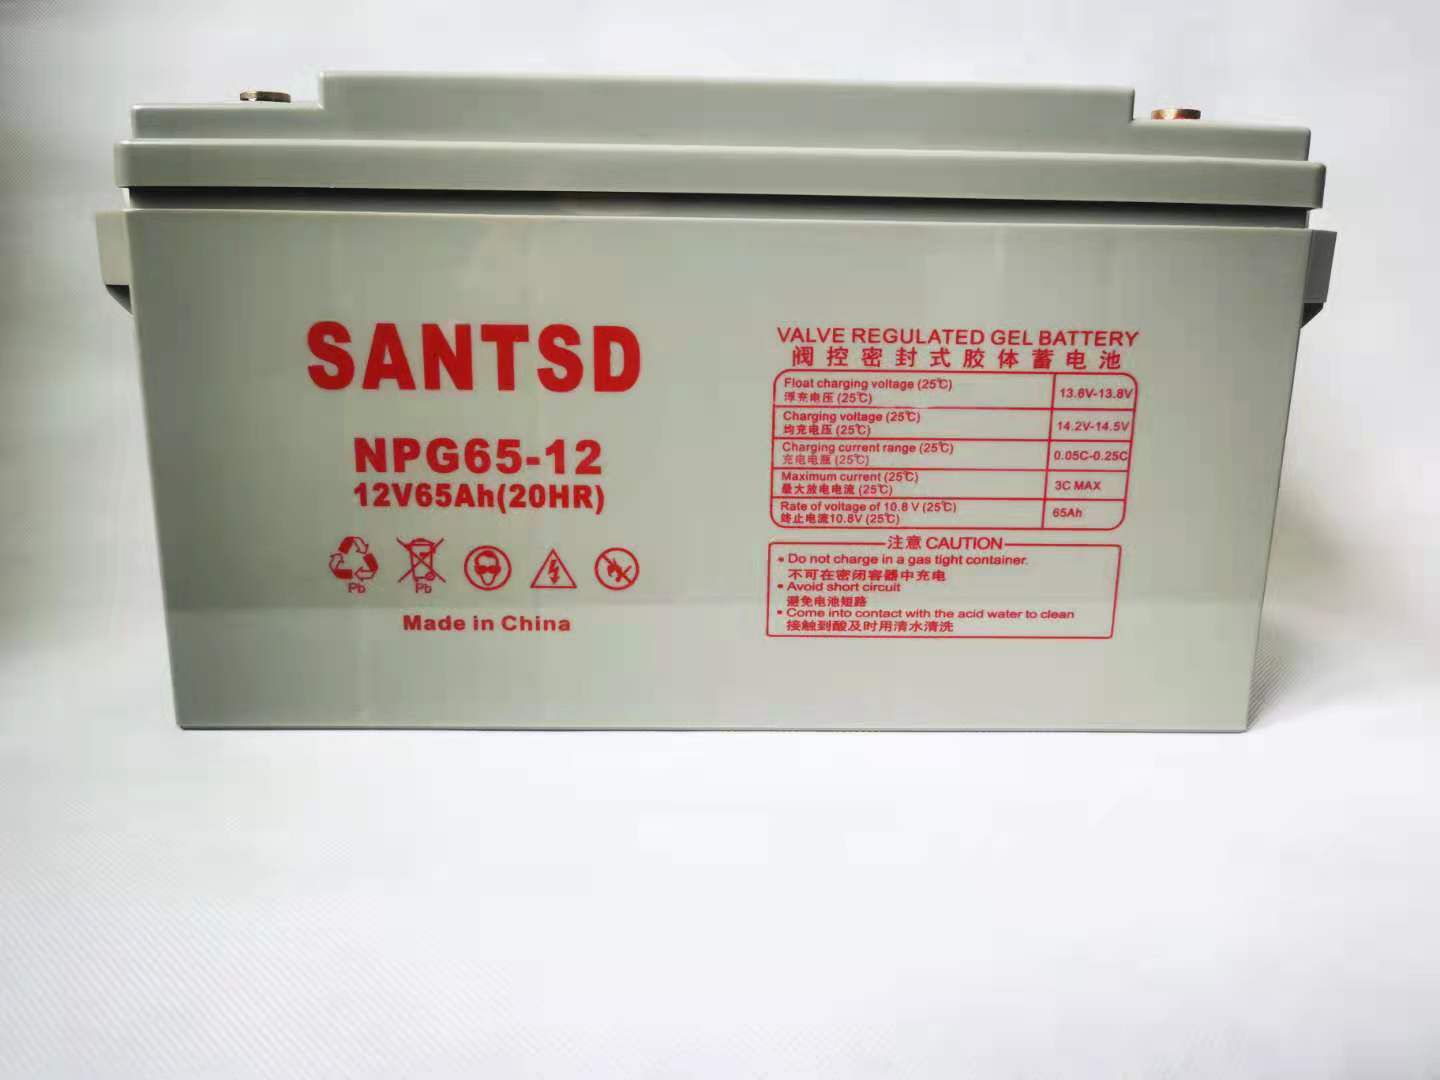 SANTSD
NPG65-12
12V65Ah(20HR)
Pb
Pb
Made in China
VALVE REGULATED GEL BATTERY
阀控密封式胶体蓄电池
Float charging voltage (25℃)
浮充电压 (25℃)
13.6V-13.8V
Charging voltage (25℃)
均充电压 (25℃)
14.2V-14.5V
Charging current range (25℃)
充电电流 (25℃)
0.05C-0.25C
Maximum current (25℃)
最大放电电流 (25℃)
3C MAX
Rate of voltage of 10.8 V (25℃)
终止电流10.8V (25℃)
65Ah
注意 CAUTION
• Do not charge in a gas tight container.
不可在密闭容器中充电
• Avoid short circuit
避免电池短路
• Come into contact with the acid water to clean
接触到酸及时用清水清洗